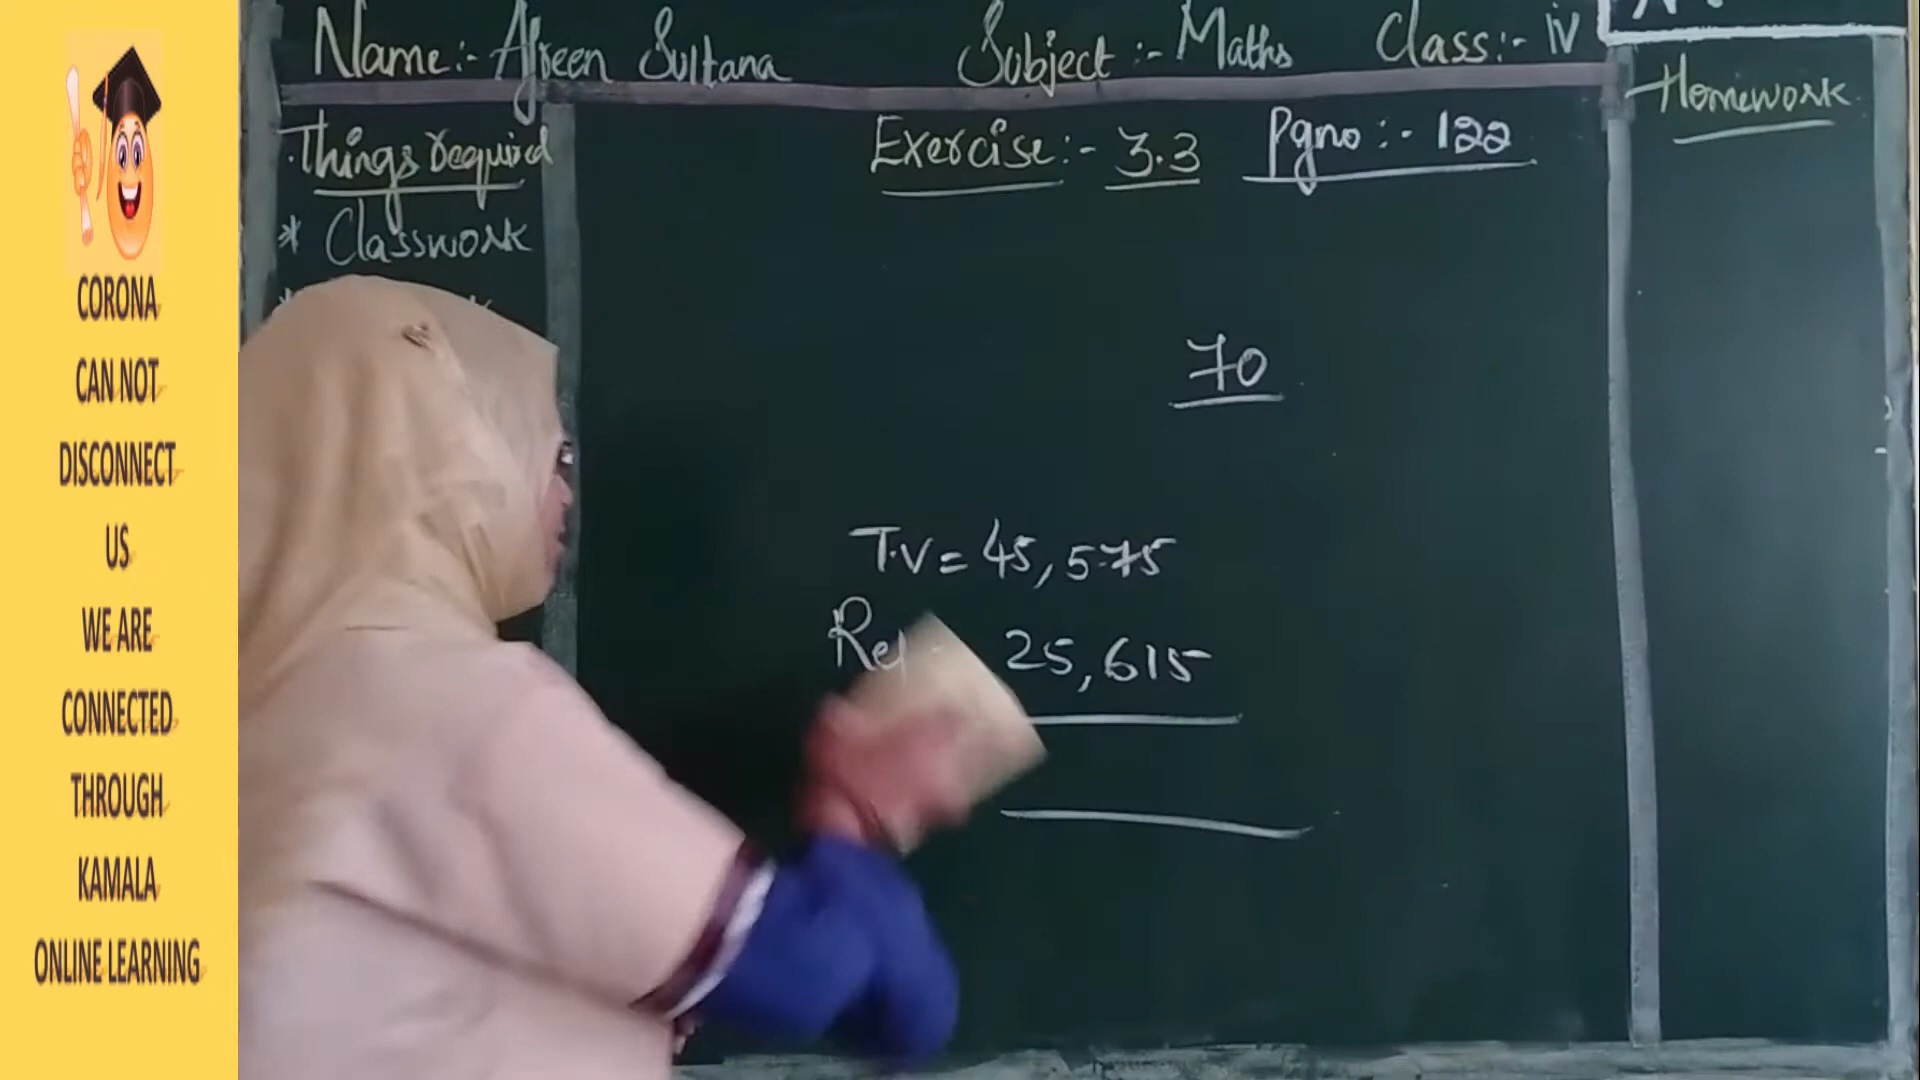 CORONA
CAN NOT
DISCONNECT
US
WE ARE
CONNECTED
THROUGH
KAMALA
ONLINE LEARNING
Name:- Afreen Sultana Subject:- Maths Class:- IV
Things required
* Classwork
Exercise:- 3.3 Pgno:- 122
70
T.V = 45,575
25,615
Homework